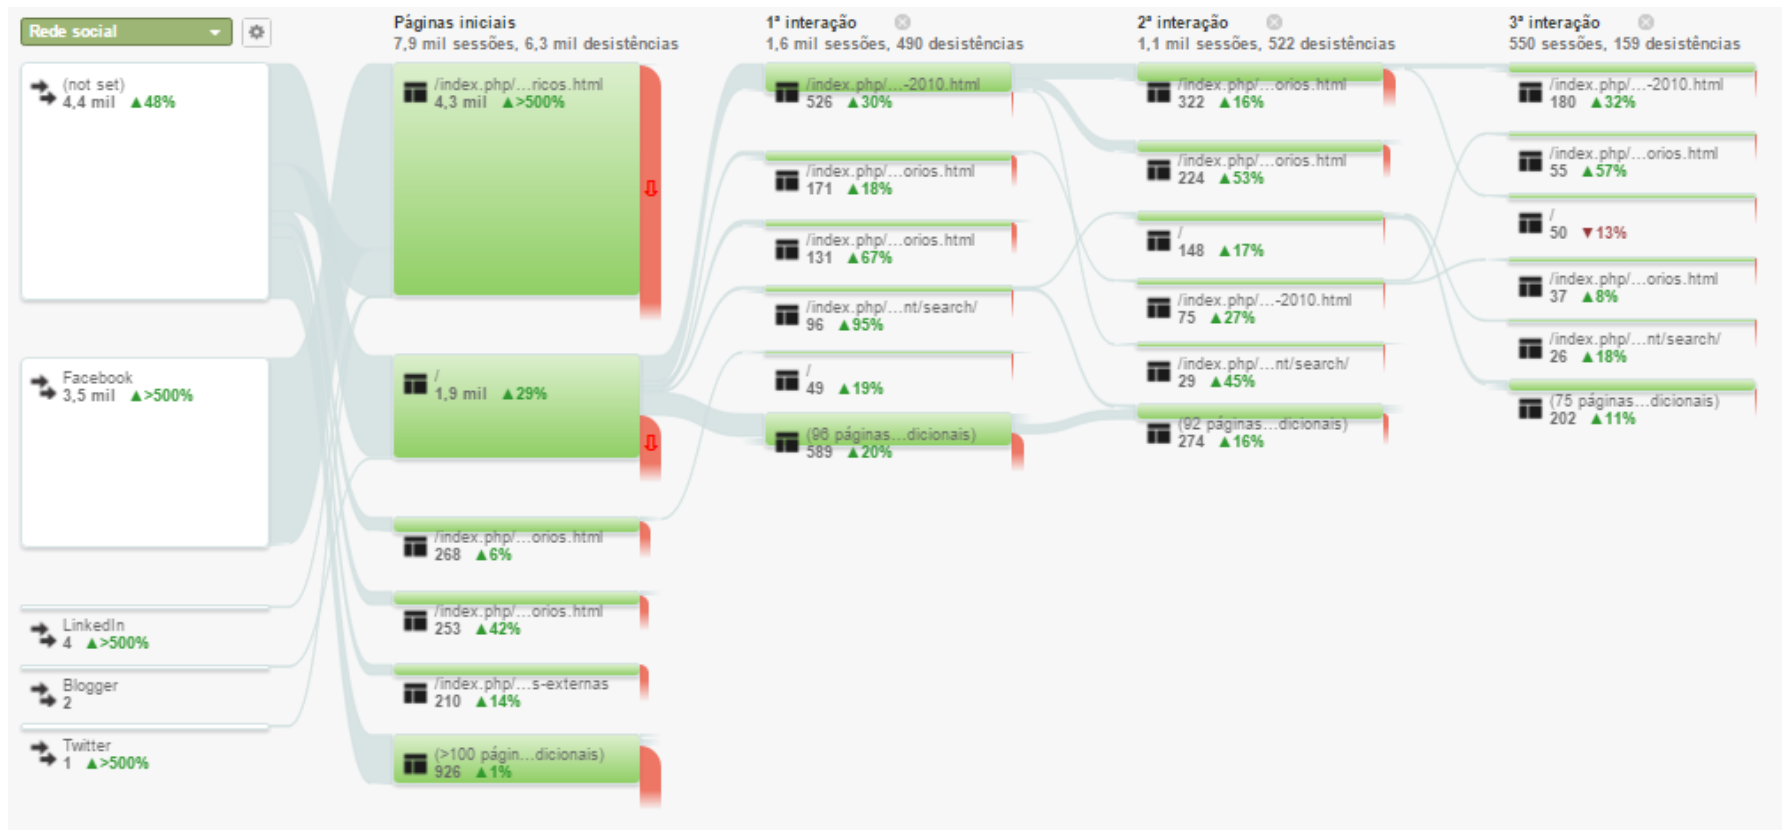 Rede social
(not set)
4,4 mil ▲48%
Facebook
3,5 mil ▲>500%
LinkedIn
4 ▲>500%
Blogger
2
Twitter
1 ▲>500%
Páginas iniciais
7,9 mil sessões, 6,3 mil desistências
/index.php/...ricos.html
4,3 mil ▲>500%
/
1,9 mil ▲29%
/index.php/...orios.html
268 ▲6%
/index.php/...orios.html
253 ▲42%
/index.php/...s-externas
210 ▲14%
(>100 págin...dicionais)
926 ▲1%
1ª interação
1,6 mil sessões, 490 desistências
/index.php/...-2010.html
526 ▲30%
/index.php/...orios.html
171 ▲18%
/index.php/...orios.html
131 ▲67%
/index.php/...nt/search/
96 ▲95%
/
49 ▲19%
(96 páginas...dicionais)
589 ▲20%
2ª interação
1,1 mil sessões, 522 desistências
/index.php/...orios.html
322 ▲16%
/index.php/...orios.html
224 ▲53%
/
148 ▲17%
/index.php/...-2010.html
75 ▲27%
/index.php/...nt/search/
29 ▲45%
(92 páginas...dicionais)
274 ▲16%
3ª interação
550 sessões, 159 desistências
/index.php/...-2010.html
180 ▲32%
/index.php/...orios.html
55 ▲57%
/
50 ▼13%
/index.php/...orios.html
37 ▲8%
/index.php/...nt/search/
26 ▲18%
(75 páginas...dicionais)
202 ▲11%